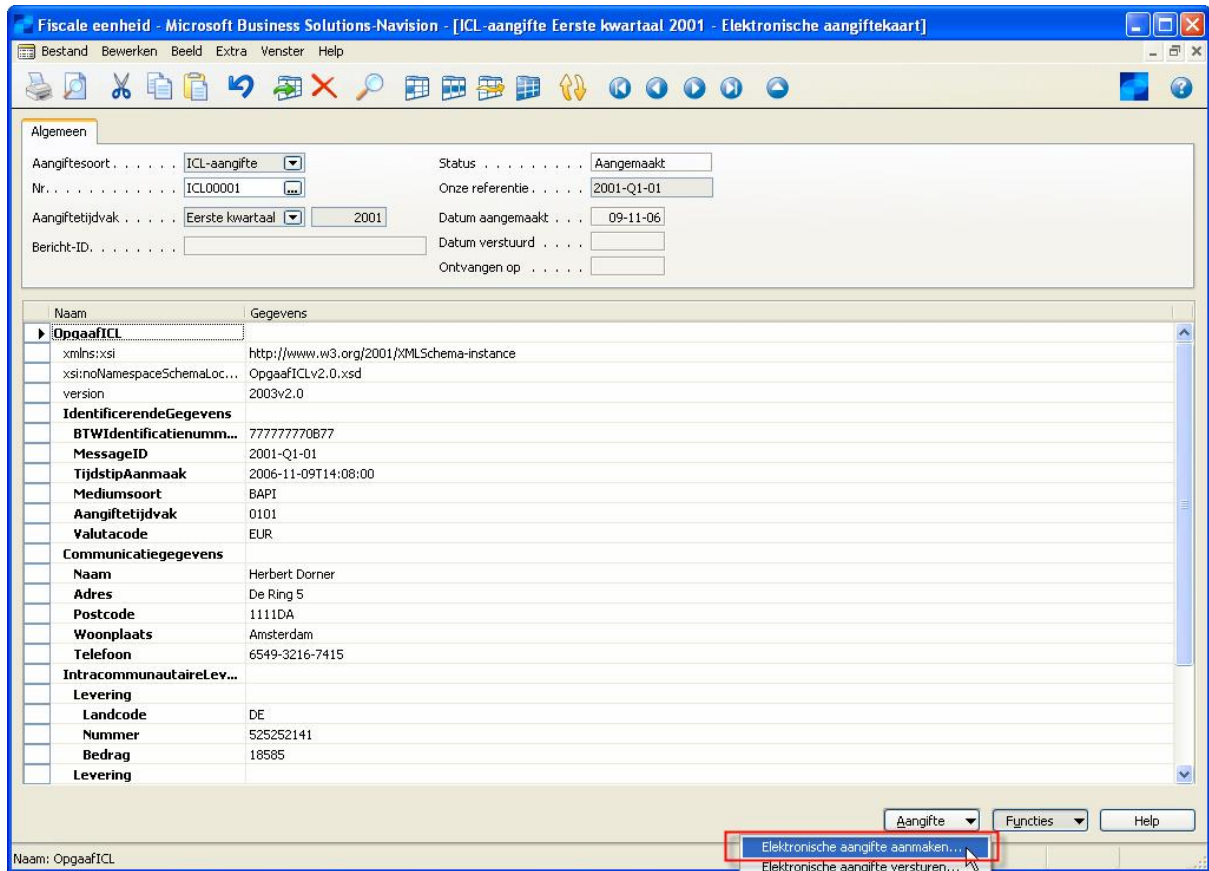 Fiscale eenheid - Microsoft Business Solutions-Navision - [ICL-aangifte Eerste kwartaal 2001 - Elektronische aangiftekaart]
Bestand Bewerken Beeld Extra Venster Help
Algemeen
Aangiftesoort . . . . . . ICL-aangifte Status . . . . . . . . . Aangemaakt
Nr. . . . . . . . . . . . . ICL00001 Onze referentie . . . . . 2001-Q1-01
Aangiftetijdvak . . . . . Eerste kwartaal 2001 Datum aangemaakt . . . 09-11-06
Bericht-ID. . . . . . . . . Datum verstuurd . . . .
Ontvangen op . . . . .
Naam Gegevens
OpgaafICL
xmlns:xsi http://www.w3.org/2001/XMLSchema-instance
xsi:noNamespaceSchemaLoc... OpgaafICLv2.0.xsd
version 2003v2.0
IdentificerendeGegevens
BTWIdentificatienumm... 777777770B77
MessageID 2001-Q1-01
TijdstipAanmaak 2006-11-09T14:08:00
Mediumsoort BAPI
Aangiftetijdvak 0101
Valutacode EUR
Communicatiegegevens
Naam Herbert Dorner
Adres De Ring 5
Postcode 1111DA
Woonplaats Amsterdam
Telefoon 6549-3216-7415
IntracommunautaireLev...
Levering
Landcode DE
Nummer 525252141
Bedrag 18585
Levering
Aangifte Functies Help
Elektronische aangifte aanmaken...
Naam: OpgaafICL
Elektronische aangifte versturen...